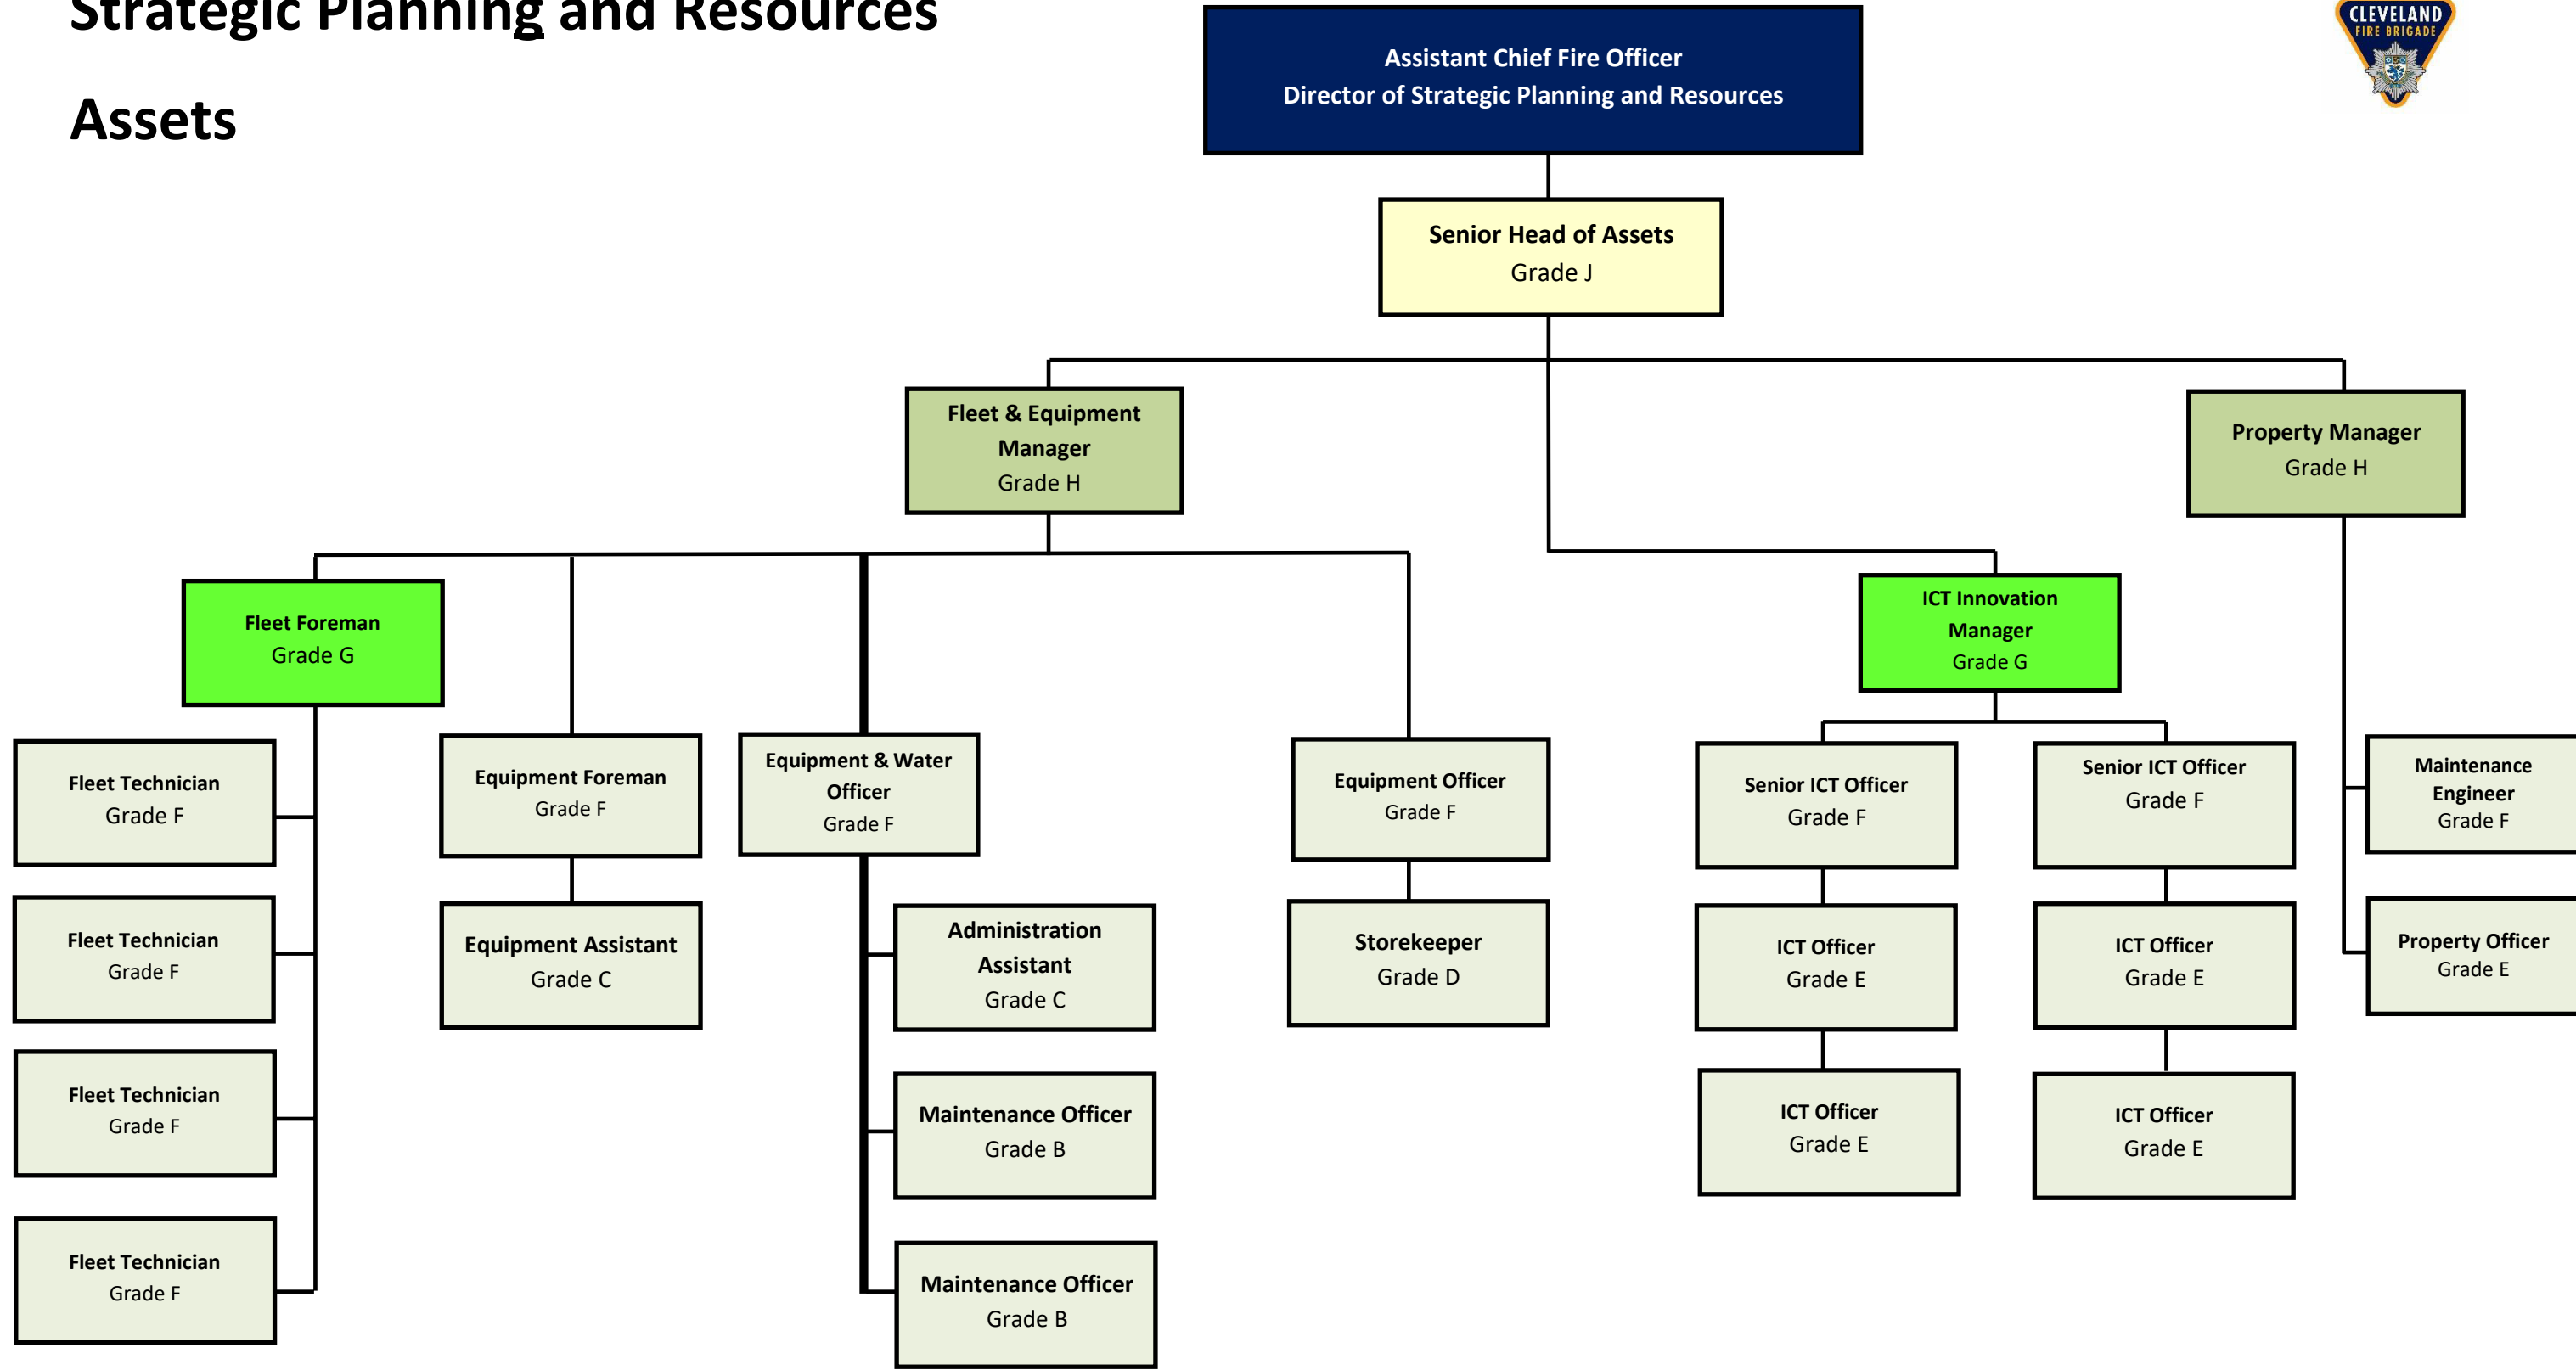 Strategic Planning and Resources
Assets
CLEVELAND
FIRE BRIGADE
Assistant Chief Fire Officer
Director of Strategic Planning and Resources
Senior Head of Assets
Grade J
Fleet & Equipment
Manager
Grade H
Property Manager
Grade H
Fleet Foreman
Grade G
ICT Innovation
Manager
Grade G
Fleet Technician
Grade F
Equipment Foreman
Grade F
Equipment & Water
Officer
Grade F
Equipment Officer
Grade F
Senior ICT Officer
Grade F
Senior ICT Officer
Grade F
Maintenance
Engineer
Grade F
Fleet Technician
Grade F
Equipment Assistant
Grade C
Administration
Assistant
Grade C
Storekeeper
Grade D
ICT Officer
Grade E
ICT Officer
Grade E
Property Officer
Grade E
Fleet Technician
Grade F
Maintenance Officer
Grade B
ICT Officer
Grade E
ICT Officer
Grade E
Fleet Technician
Grade F
Maintenance Officer
Grade B